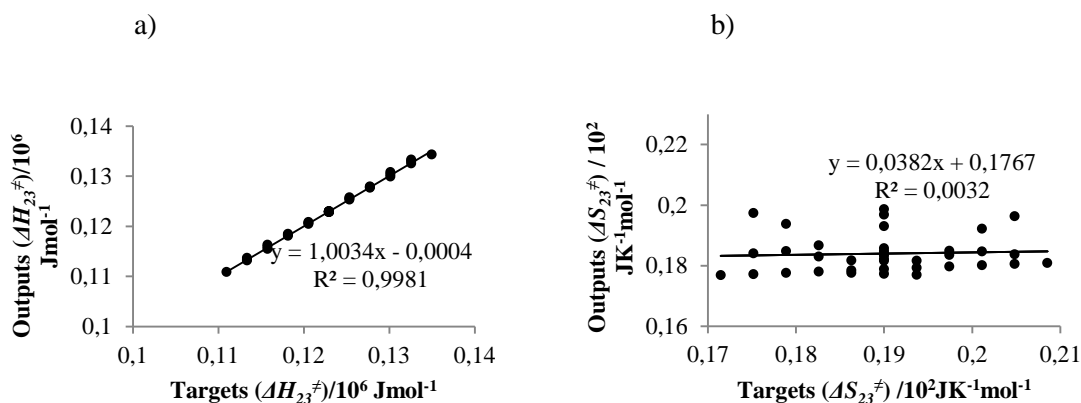 a)
Outputs (ΔH₂₃≠)/10⁶
Jmol⁻¹
0,14
0,13
0,12
0,11
0,1
y = 1,0034x - 0,0004
R² = 0,9981
0,1
0,11
0,12
0,13
0,14
Targets (ΔH₂₃≠)/10⁶ Jmol⁻¹
b)
Outputs (ΔS₂₃≠) / 10²
JK⁻¹mol⁻¹
0,22
0,2
0,18
0,16
y = 0,0382x + 0,1767
R² = 0,0032
0,17
0,18
0,19
0,2
0,21
Targets (ΔS₂₃≠) /10²JK⁻¹mol⁻¹